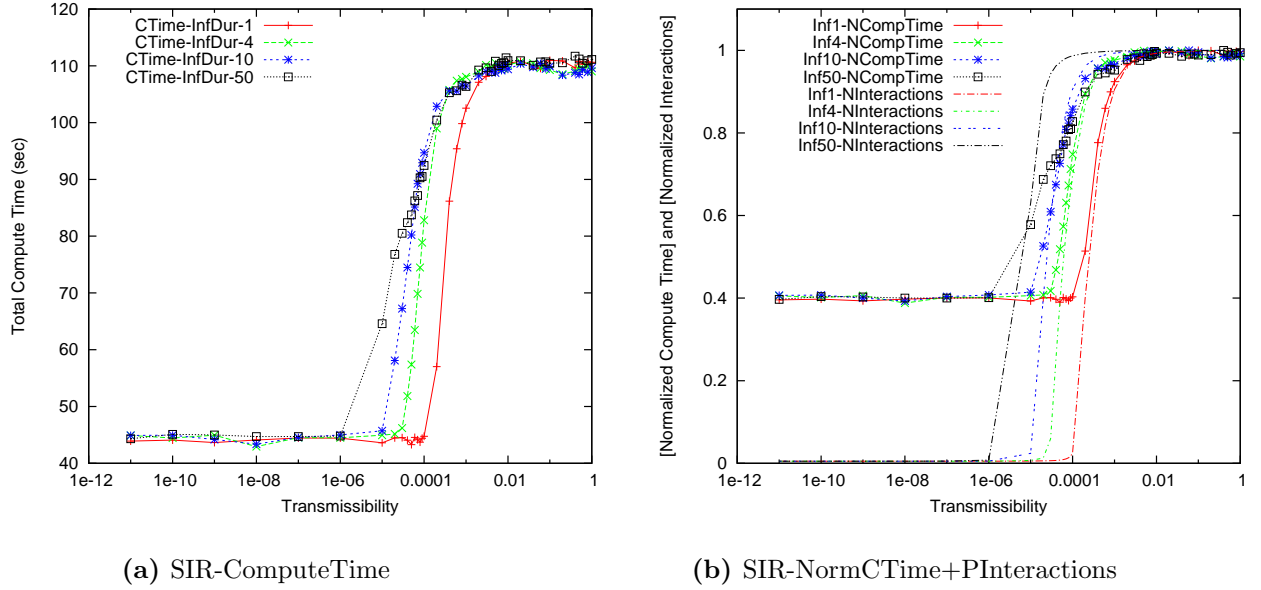 120
110
100
90
80
70
60
50
40
Total Compute Time (sec)
CTime-InfDur-1
CTime-InfDur-4
CTime-InfDur-10
CTime-InfDur-50
1e-12
1e-10
1e-08
1e-06
0.0001
0.01
1
Transmissibility
(a) SIR-ComputeTime
1
0.8
0.6
0.4
0.2
0
[Normalized Compute Time] and [Normalized Interactions]
Inf1-NCompTime
Inf4-NCompTime
Inf10-NCompTime
Inf50-NCompTime
Inf1-NInteractions
Inf4-NInteractions
Inf10-NInteractions
Inf50-NInteractions
1e-12
1e-10
1e-08
1e-06
0.0001
0.01
1
Transmissibility
(b) SIR-NormCTime+PInteractions